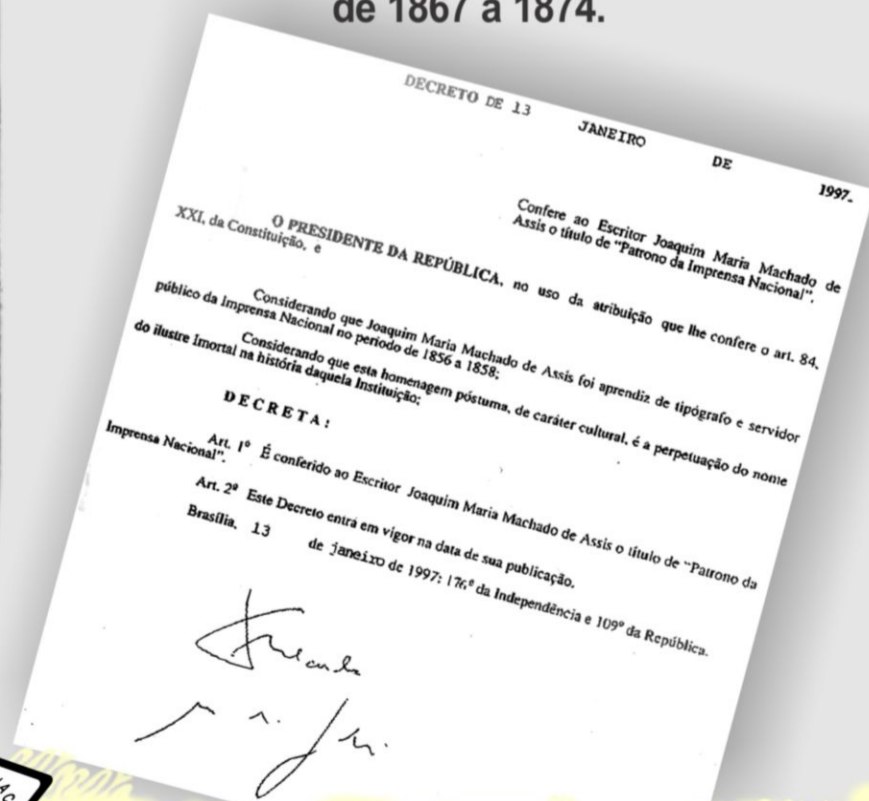 de 1867 a 1874.
DECRETO DE 13 JANEIRO DE 1997.
Confere ao Escritor Joaquim Maria Machado de
Assis o título de "Patrono da Imprensa Nacional".
O PRESIDENTE DA REPÚBLICA, no uso da atribuição que lhe confere o art. 84,
XXI, da Constituição, e
Considerando que Joaquim Maria Machado de Assis foi aprendiz de tipógrafo e servidor
público da Imprensa Nacional no período de 1856 a 1858;
Considerando que esta homenagem póstuma, de caráter cultural, é a perpetuação do nome
do ilustre Imortal na história daquela Instituição;
DECRETA:
Art. 1º É conferido ao Escritor Joaquim Maria Machado de Assis o título de "Patrono da
Imprensa Nacional".
Art. 2º Este Decreto entra em vigor na data de sua publicação.
Brasília, 13 de janeiro de 1997; 176º da Independência e 109º da República.